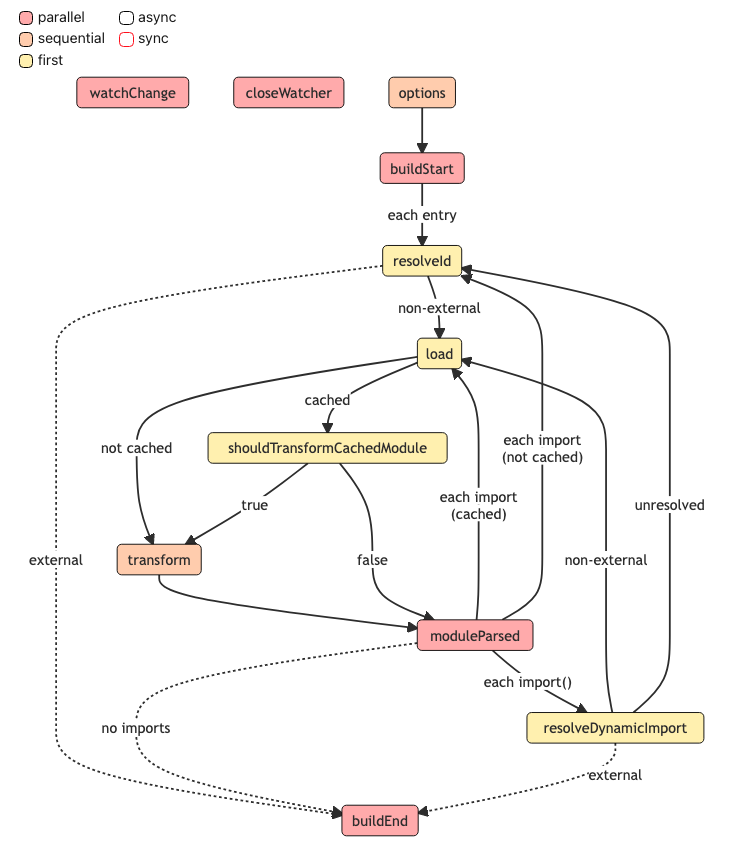 parallel
async
sequential
sync
first
watchChange
closeWatcher
options
buildStart
each entry
resolveId
non-external
load
cached
not cached
shouldTransformCachedModule
each import
(not cached)
true
each import
(cached)
unresolved
transform
external
false
non-external
moduleParsed
each import()
no imports
resolveDynamicImport
external
buildEnd